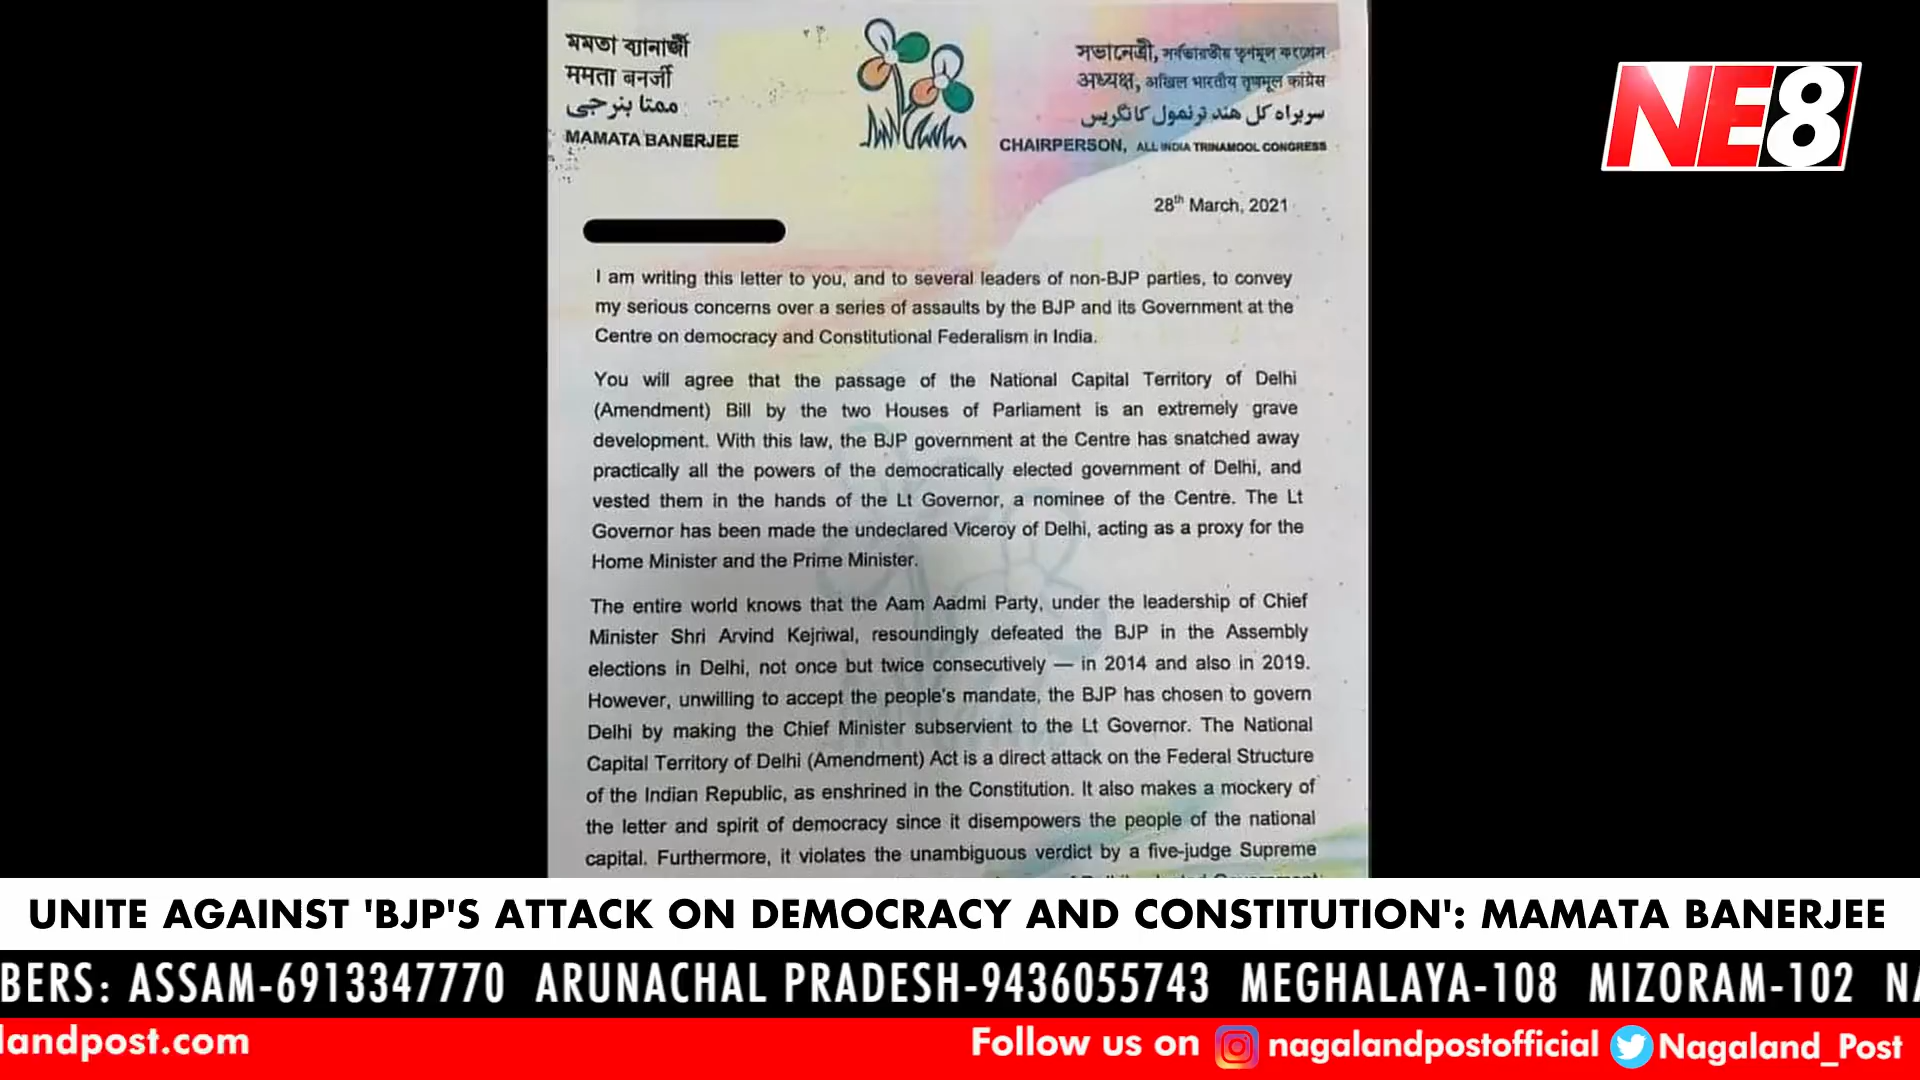 মমতা ব্যানার্জী
ममता बनर्जी
ممتا بنرجی
MAMATA BANERJEE
সভানেত্রী, সর্বভারতীয় তৃণমূল কংগ্রেস
अध्यक्ष, अखिल भारतीय तृणमूल कांग्रेस
سربراہ کل ھند ترنمول کانگریس
CHAIRPERSON, ALL INDIA TRINAMOOL CONGRESS
NE8
28th March, 2021
I am writing this letter to you, and to several leaders of non-BJP parties, to convey
my serious concerns over a series of assaults by the BJP and its Government at the
Centre on democracy and Constitutional Federalism in India.
You will agree that the passage of the National Capital Territory of Delhi
(Amendment) Bill by the two Houses of Parliament is an extremely grave
development. With this law, the BJP government at the Centre has snatched away
practically all the powers of the democratically elected government of Delhi, and
vested them in the hands of the Lt Governor, a nominee of the Centre. The Lt
Governor has been made the undeclared Viceroy of Delhi, acting as a proxy for the
Home Minister and the Prime Minister.
The entire world knows that the Aam Aadmi Party, under the leadership of Chief
Minister Shri Arvind Kejriwal, resoundingly defeated the BJP in the Assembly
elections in Delhi, not once but twice consecutively — in 2014 and also in 2019.
However, unwilling to accept the people's mandate, the BJP has chosen to govern
Delhi by making the Chief Minister subservient to the Lt Governor. The National
Capital Territory of Delhi (Amendment) Act is a direct attack on the Federal Structure
of the Indian Republic, as enshrined in the Constitution. It also makes a mockery of
the letter and spirit of democracy since it disempowers the people of the national
capital. Furthermore, it violates the unambiguous verdict by a five-judge Supreme
UNITE AGAINST 'BJP'S ATTACK ON DEMOCRACY AND CONSTITUTION': MAMATA BANERJEE
BERS: ASSAM-6913347770 ARUNACHAL PRADESH-9436055743 MEGHALAYA-108 MIZORAM-102 NA
landpost.com Follow us on nagalandpostofficial Nagaland_Post